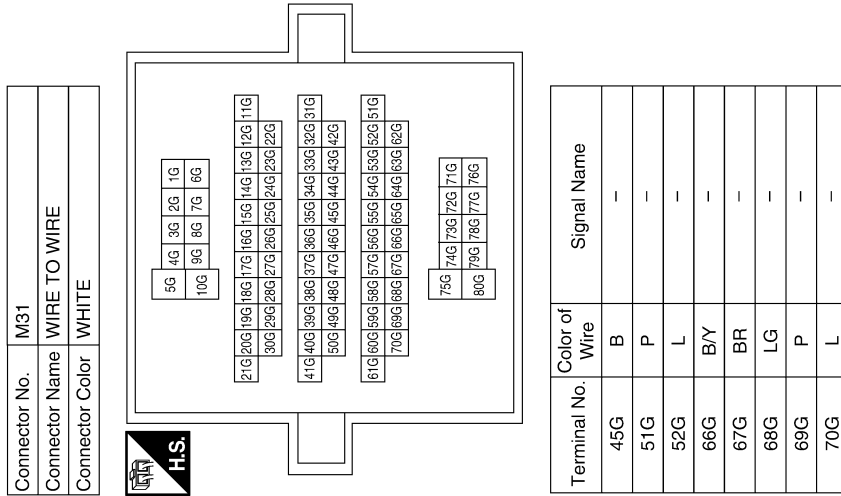 Connector No. M31
Connector Name WIRE TO WIRE
Connector Color WHITE
H.S.
5G 4G 3G 2G 1G
10G 9G 8G 7G 6G
21G 20G 19G 18G 17G 16G 15G 14G 13G 12G 11G
30G 29G 28G 27G 26G 25G 24G 23G 22G
41G 40G 39G 38G 37G 36G 35G 34G 33G 32G 31G
50G 49G 48G 47G 46G 45G 44G 43G 42G
61G 60G 59G 58G 57G 56G 55G 54G 53G 52G 51G
70G 69G 68G 67G 66G 65G 64G 63G 62G
75G 74G 73G 72G 71G
80G 79G 78G 77G 76G
Terminal No. Color of Wire Signal Name
45G B –
51G P –
52G L –
66G B/Y –
67G BR –
68G LG –
69G P –
70G L –